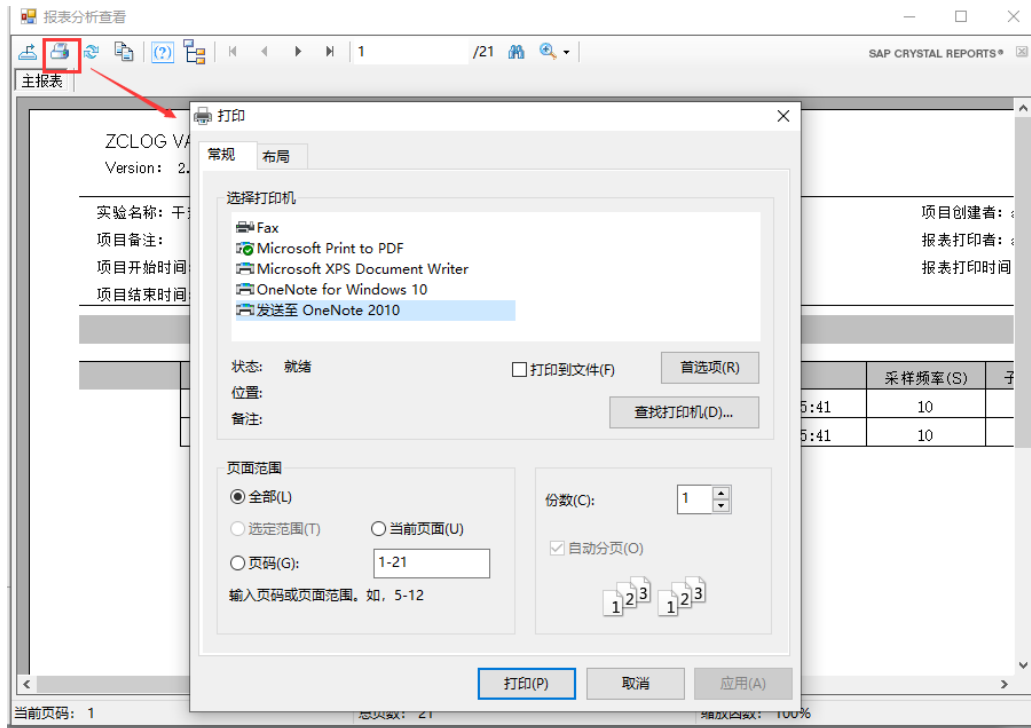 报表分析查看
1 /21 SAP CRYSTAL REPORTS®
主报表
打印
ZCLOG VA
Version: 2.
常规 布局
选择打印机
实验名称: 干
项目创建者:
项目备注:
报表打印者:
项目开始时间
报表打印时间
项目结束时间
Fax
Microsoft Print to PDF
Microsoft XPS Document Writer
OneNote for Windows 10
发送至 OneNote 2010
状态: 就绪
打印到文件(F)
首选项(R)
位置:
采样频率(S)
备注:
查找打印机(D)...
5:41 10
5:41 10
页面范围
全部(L)
份数(C): 1
选定范围(T) 当前页面(U)
自动分页(O)
页码(G): 1-21
输入页码或页面范围。如, 5-12
1 2 3 1 2 3
打印(P) 取消 应用(A)
当前页码: 1 总页数: 21 缩放因数: 100%